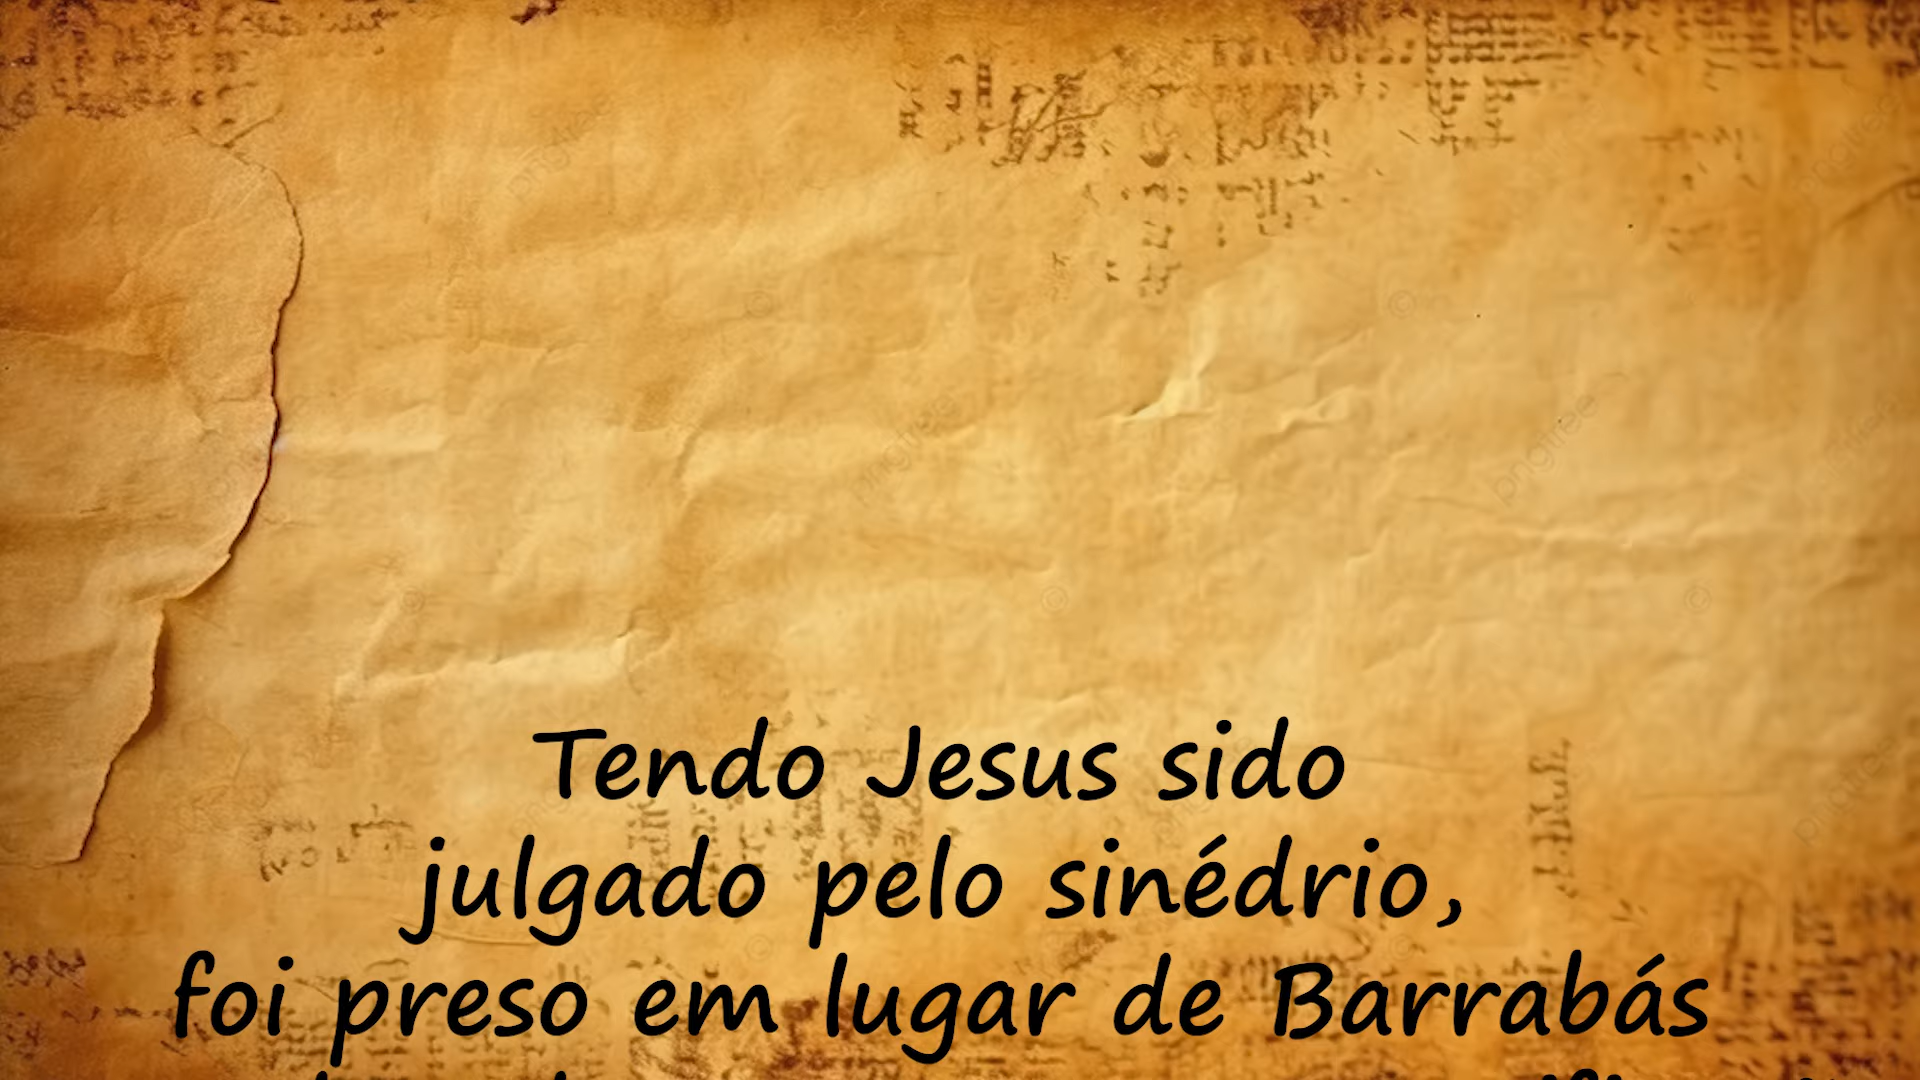 Tendo Jesus sido
julgado pelo sinédrio,
foi preso em lugar de Barrabás